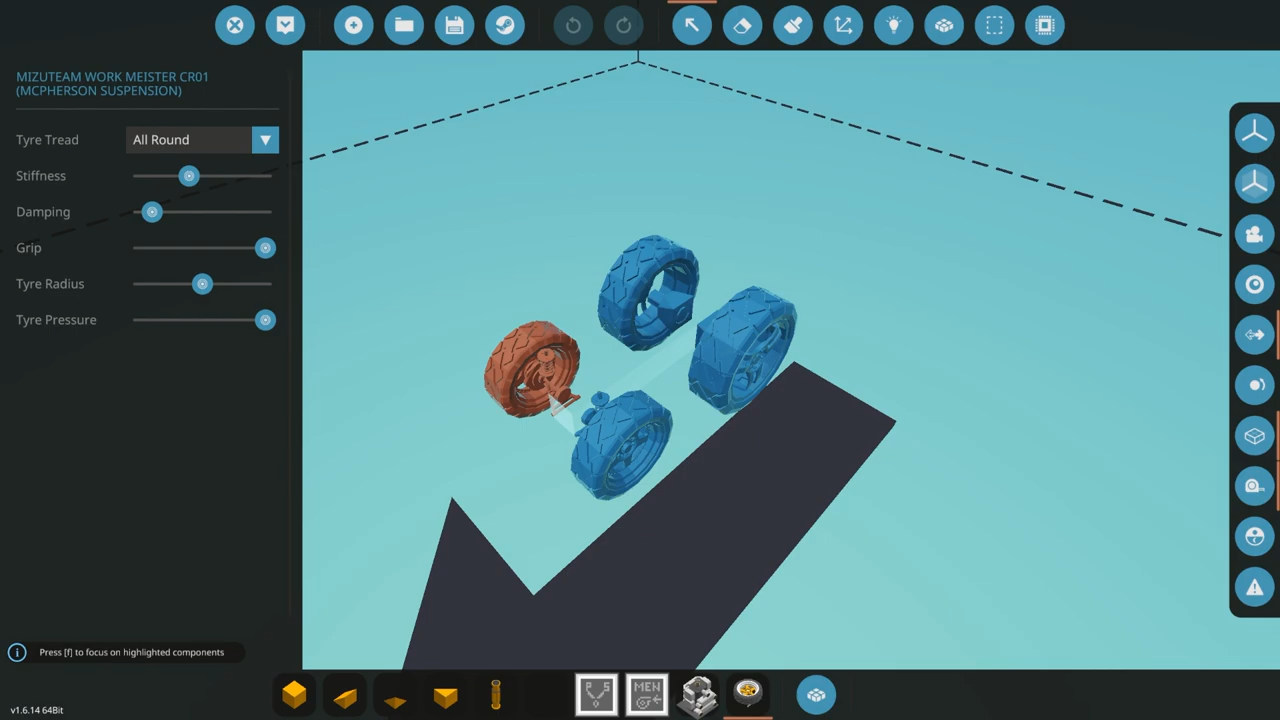 MIZUTEAM WORK MEISTER CR01
(MCPHERSON SUSPENSION)
Tyre Tread
All Round
Stiffness
Damping
Grip
Tyre Radius
Tyre Pressure
Press [f] to focus on highlighted components
P S
MEN
v1.6.14 64Bit